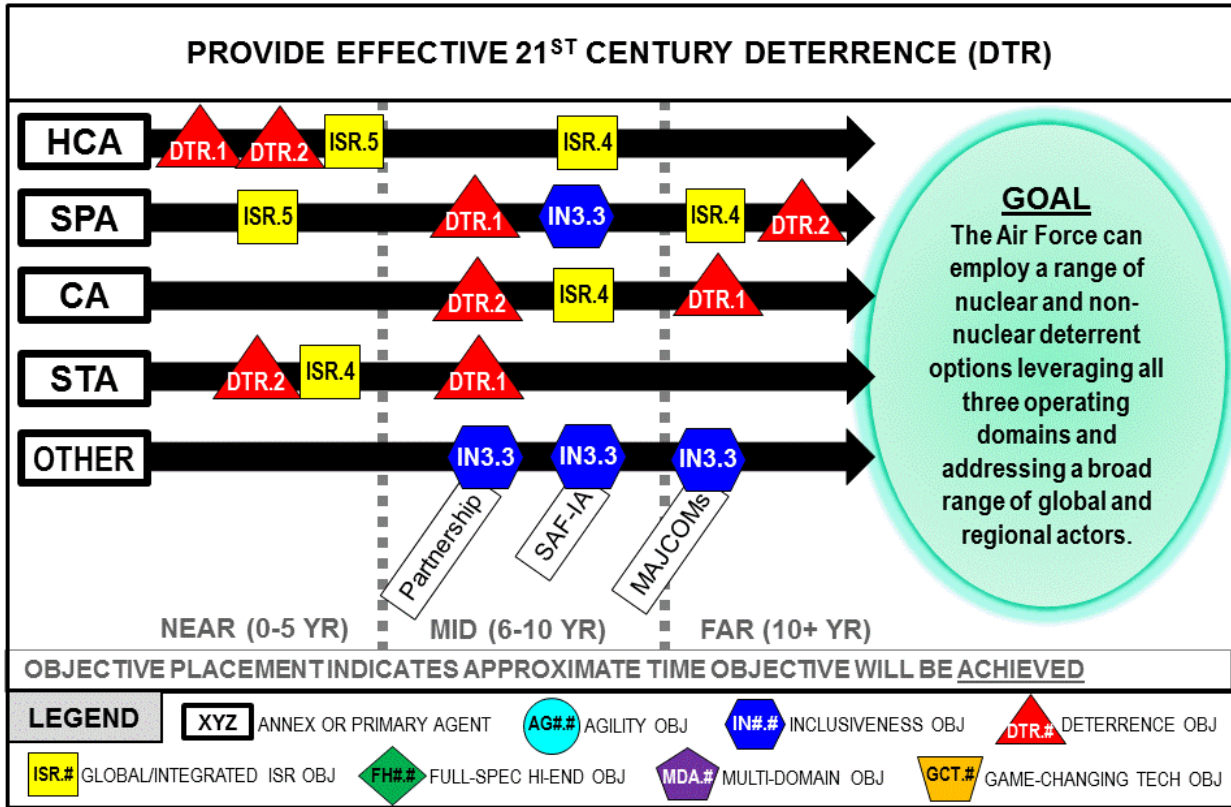 PROVIDE EFFECTIVE 21ST CENTURY DETERRENCE (DTR)
HCA
DTR.1
DTR.2
ISR.5
ISR.4
SPA
ISR.5
DTR.1
IN3.3
ISR.4
DTR.2
CA
DTR.2
ISR.4
DTR.1
STA
DTR.2
ISR.4
DTR.1
OTHER
IN3.3
IN3.3
IN3.3
Partnership
SAF-IA
MAJCOMs
GOAL
The Air Force can
employ a range of
nuclear and non-
nuclear deterrent
options leveraging all
three operating
domains and
addressing a broad
range of global and
regional actors.
NEAR (0-5 YR)
MID (6-10 YR)
FAR (10+ YR)
OBJECTIVE PLACEMENT INDICATES APPROXIMATE TIME OBJECTIVE WILL BE ACHIEVED
LEGEND
XYZ ANNEX OR PRIMARY AGENT
AG#.# AGILITY OBJ
IN#.# INCLUSIVENESS OBJ
DTR.# DETERRENCE OBJ
ISR.# GLOBAL/INTEGRATED ISR OBJ
FH#.# FULL-SPEC HI-END OBJ
MDA.# MULTI-DOMAIN OBJ
GCT.# GAME-CHANGING TECH OBJ